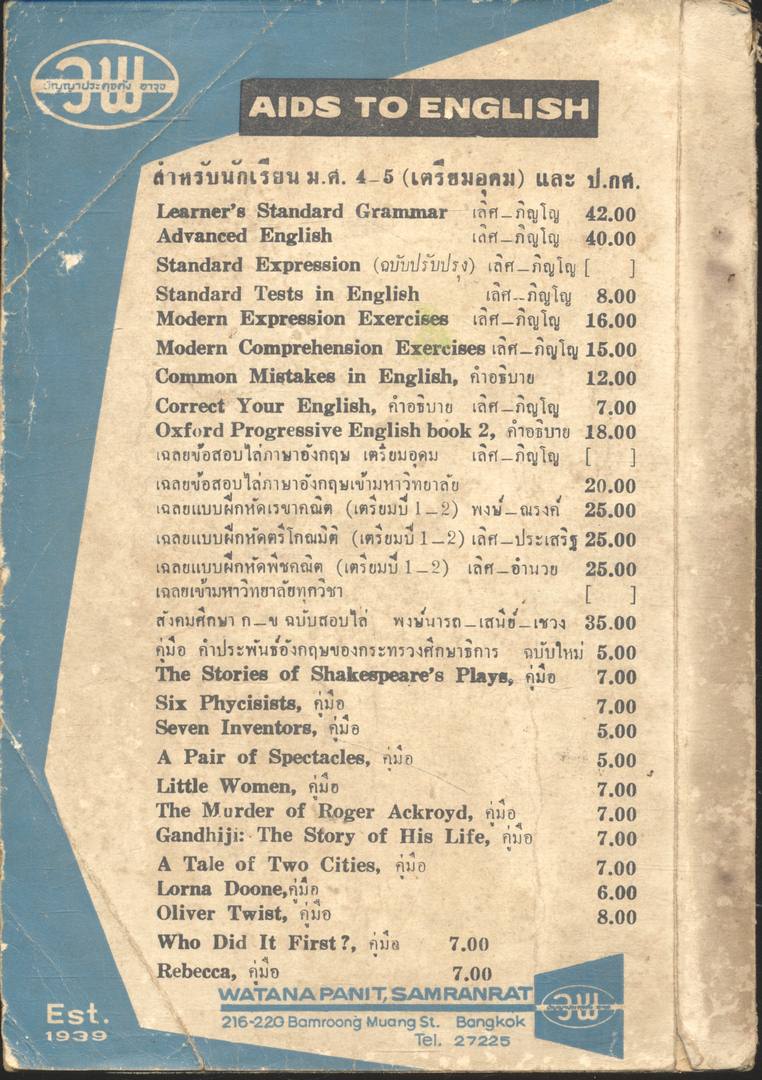 วพ
ปัญญาประดุจดัง อาวุธ
AIDS TO ENGLISH
สำหรับนักเรียน ม.ศ. 4-5 (เตรียมอุดม) และ ป.กศ.
Learner's Standard Grammar เลิศ-ภิญโญ 42.00
Advanced English เลิศ-ภิญโญ 40.00
Standard Expression (ฉบับปรับปรุง) เลิศ-ภิญโญ [ ]
Standard Tests in English เลิศ-ภิญโญ 8.00
Modern Expression Exercises เลิศ-ภิญโญ 16.00
Modern Comprehension Exercises เลิศ-ภิญโญ 15.00
Common Mistakes in English, คำอธิบาย 12.00
Correct Your English, คำอธิบาย เลิศ-ภิญโญ 7.00
Oxford Progressive English book 2, คำอธิบาย 18.00
เฉลยข้อสอบไล่ภาษาอังกฤษ เตรียมอุดม เลิศ-ภิญโญ [ ]
เฉลยข้อสอบไล่ภาษาอังกฤษเข้ามหาวิทยาลัย 20.00
เฉลยแบบฝึกหัดเรขาคณิต (เตรียมปี 1-2) พงษ์-ณรงค์ 25.00
เฉลยแบบฝึกหัดตรีโกณมิติ (เตรียมปี 1-2) เลิศ-ประเสริฐ 25.00
เฉลยแบบฝึกหัดพีชคณิต (เตรียมปี 1-2) เลิศ-อำนวย 25.00
เฉลยเข้ามหาวิทยาลัยทุกวิชา [ ]
สังคมศึกษา ก-ข ฉบับสอบไล่ พงษ์นารถ-เสนีย์-เชวง 35.00
คู่มือ คำประพันธ์อังกฤษของกระทรวงศึกษาธิการ ฉบับใหม่ 5.00
The Stories of Shakespeare's Plays, คู่มือ 7.00
Six Phycisists, คู่มือ 7.00
Seven Inventors, คู่มือ 5.00
A Pair of Spectacles, คู่มือ 5.00
Little Women, คู่มือ 7.00
The Murder of Roger Ackroyd, คู่มือ 7.00
Gandhiji: The Story of His Life, คู่มือ 7.00
A Tale of Two Cities, คู่มือ 7.00
Lorna Doone,คู่มือ 6.00
Oliver Twist, คู่มือ 8.00
Who Did It First?, คู่มือ 7.00
Rebecca, คู่มือ 7.00
WATANA PANIT, SAMRANRAT
216-220 Bamroong Muang St. Bangkok
Tel. 27225
วพ
Est.
1939